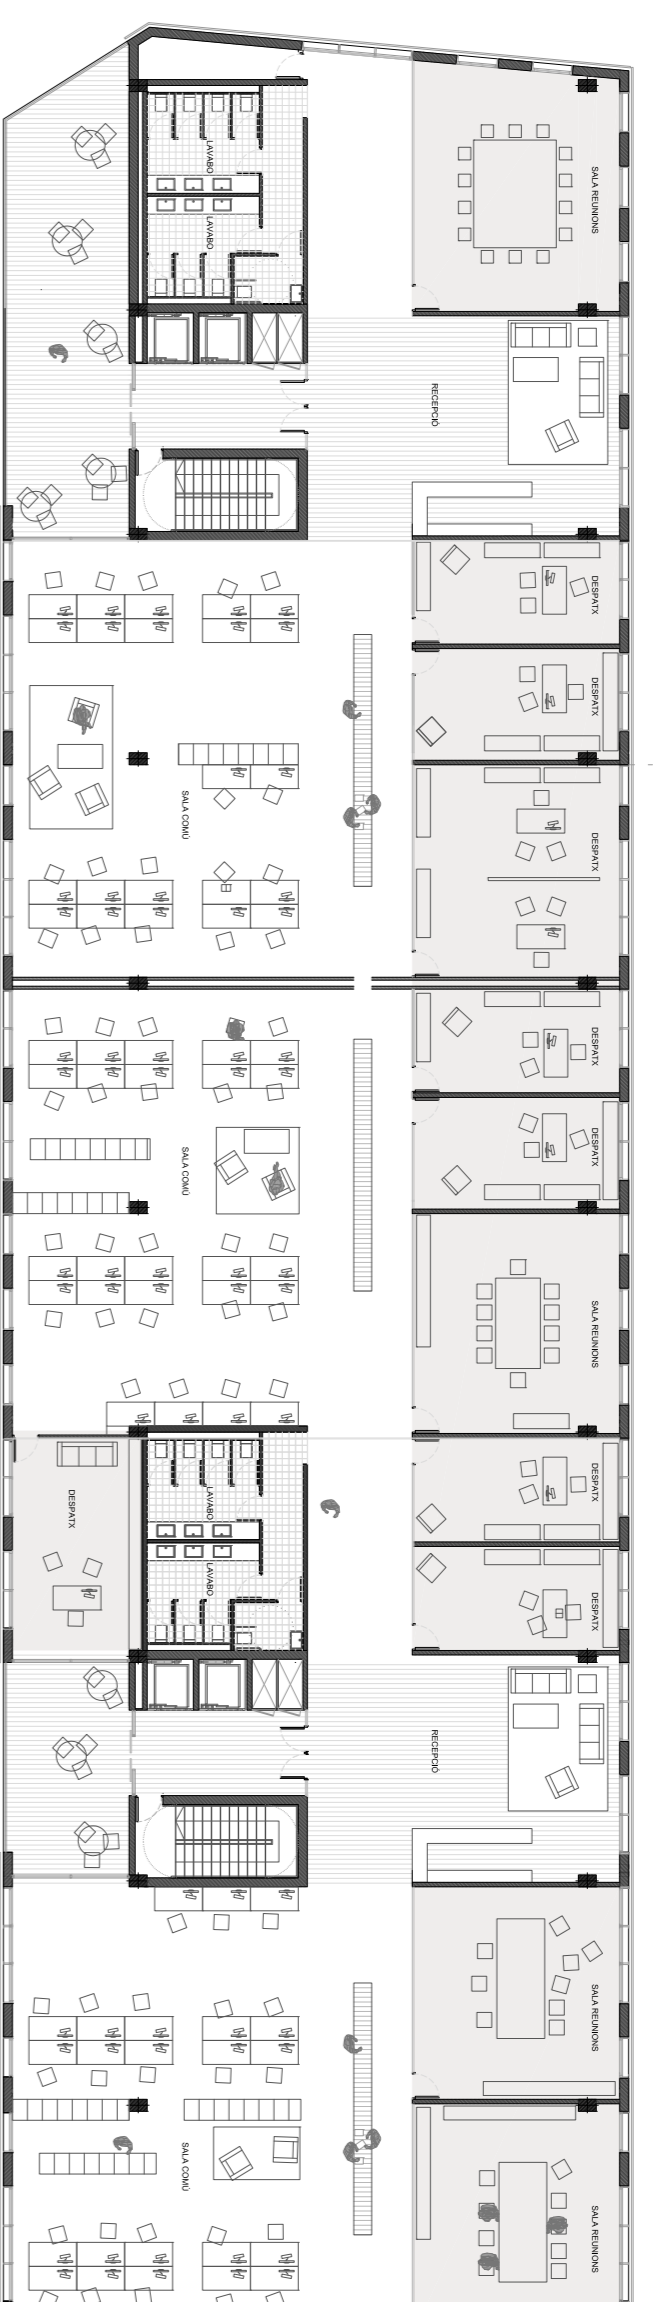 LAVABO
SALA REUNIONS
LAVABO
RECEPCIÓ
DESPATX
DESPATX
SALA COMÚ
DESPATX
DESPATX
DESPATX
SALA COMÚ
SALA REUNIONS
DESPATX
LAVABO
DESPATX
LAVABO
DESPATX
RECEPCIÓ
SALA REUNIONS
SALA COMÚ
SALA REUNIONS